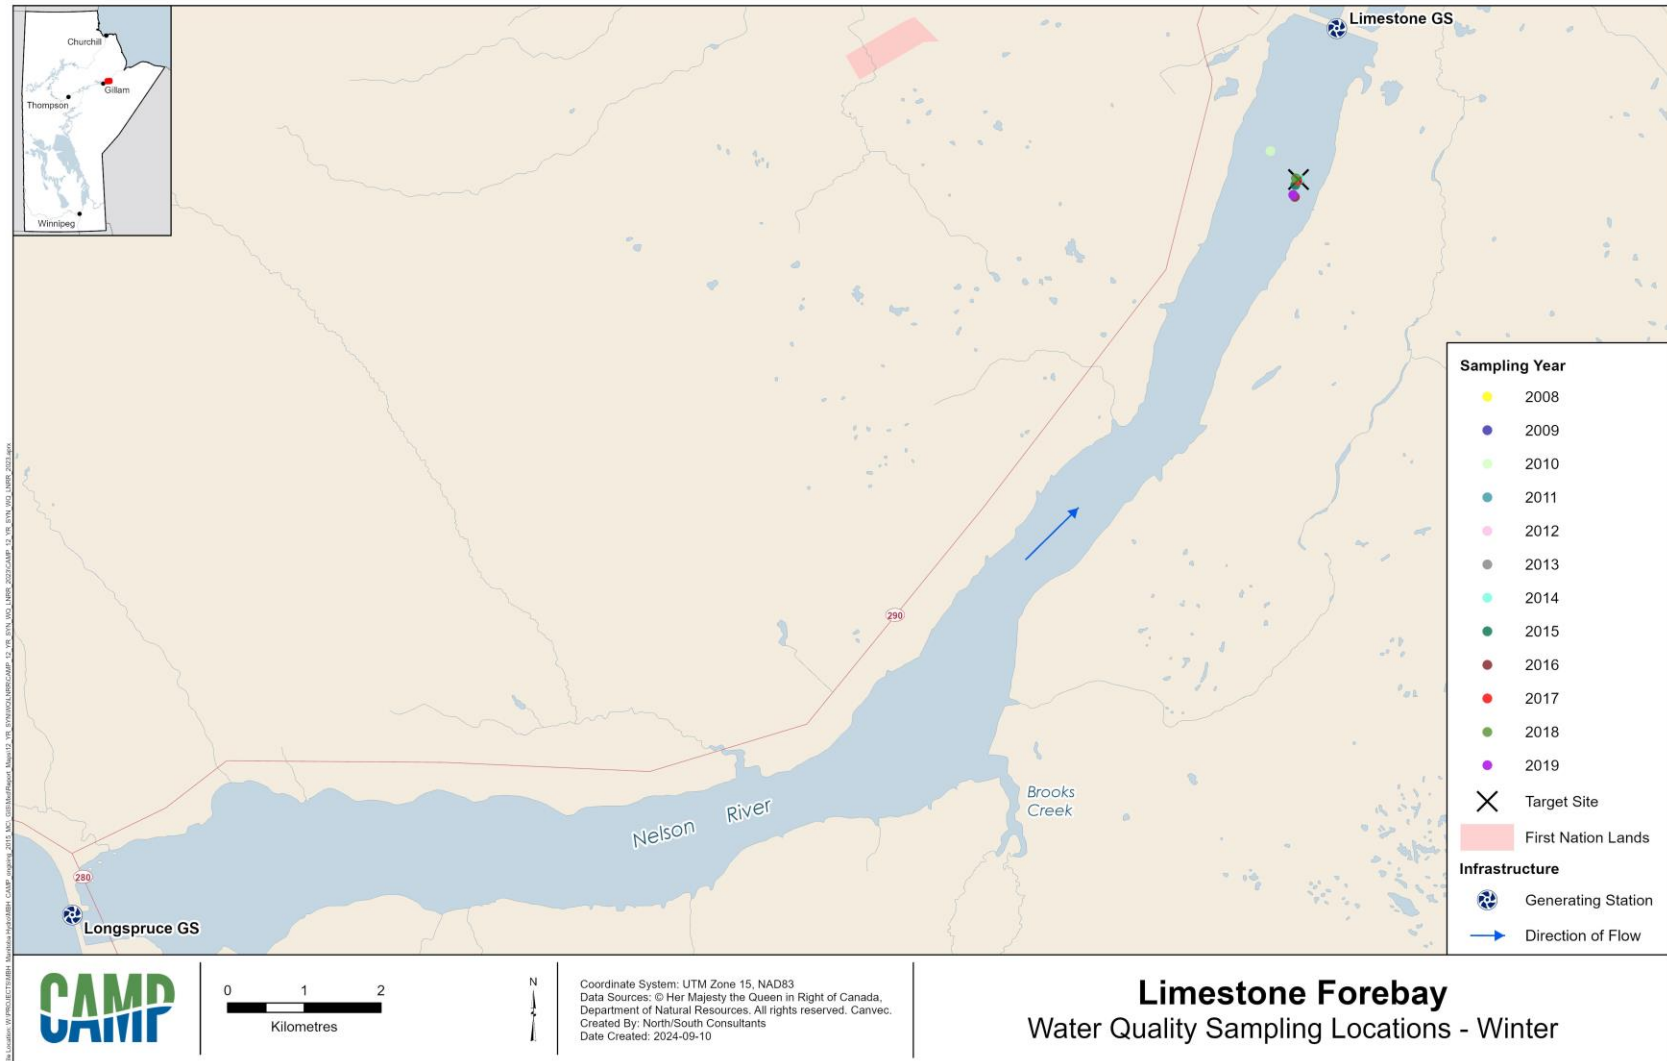 Churchill
Gillam
Thompson
Winnipeg
Limestone GS
290
Nelson River
Brooks
Creek
280
Longspruce GS
Sampling Year
2008
2009
2010
2011
2012
2013
2014
2015
2016
2017
2018
2019
Target Site
First Nation Lands
Infrastructure
Generating Station
Direction of Flow
CAMP
0 1 2
Kilometres
N
Coordinate System: UTM Zone 15, NAD83
Data Sources: © Her Majesty the Queen in Right of Canada,
Department of Natural Resources. All rights reserved. Canvec.
Created By: North/South Consultants
Date Created: 2024-09-10
Limestone Forebay
Water Quality Sampling Locations - Winter